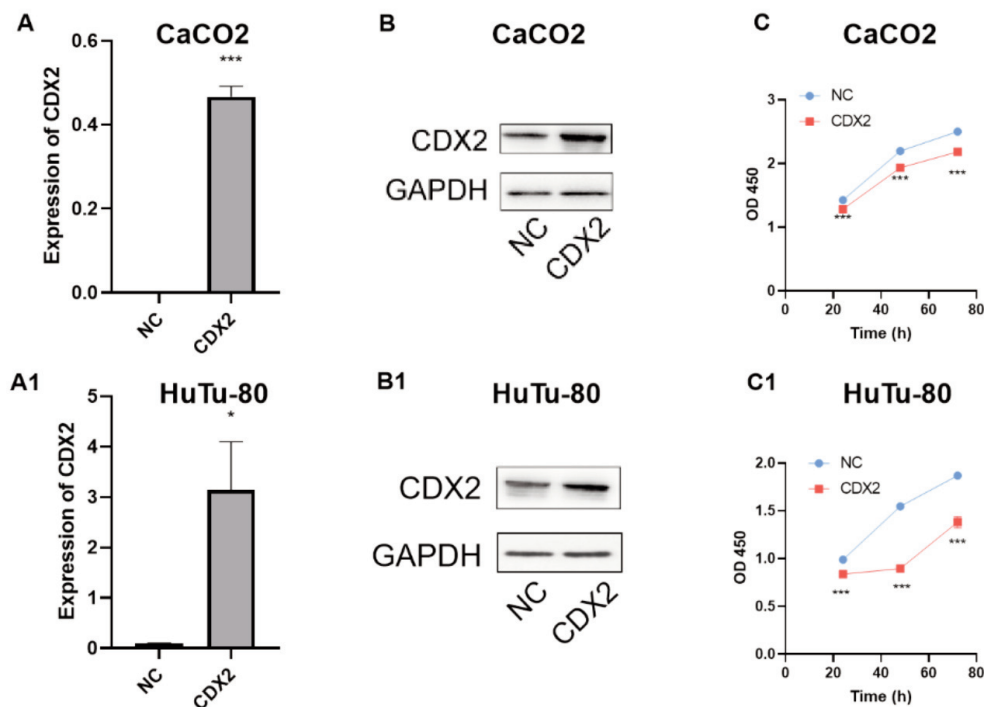 A
CaCO2
Expression of CDX2
0.6
0.4
0.2
0.0
***
NC
CDX2
B
CaCO2
CDX2
GAPDH
NC
CDX2
C
CaCO2
NC
CDX2
OD 450
3
2
1
0
***
***
***
0
20
40
60
80
Time (h)
A1
HuTu-80
Expression of CDX2
5
4
3
2
1
0
*
NC
CDX2
B1
HuTu-80
CDX2
GAPDH
NC
CDX2
C1
HuTu-80
NC
CDX2
OD 450
2.0
1.5
1.0
0.5
0.0
***
***
***
0
20
40
60
80
Time (h)